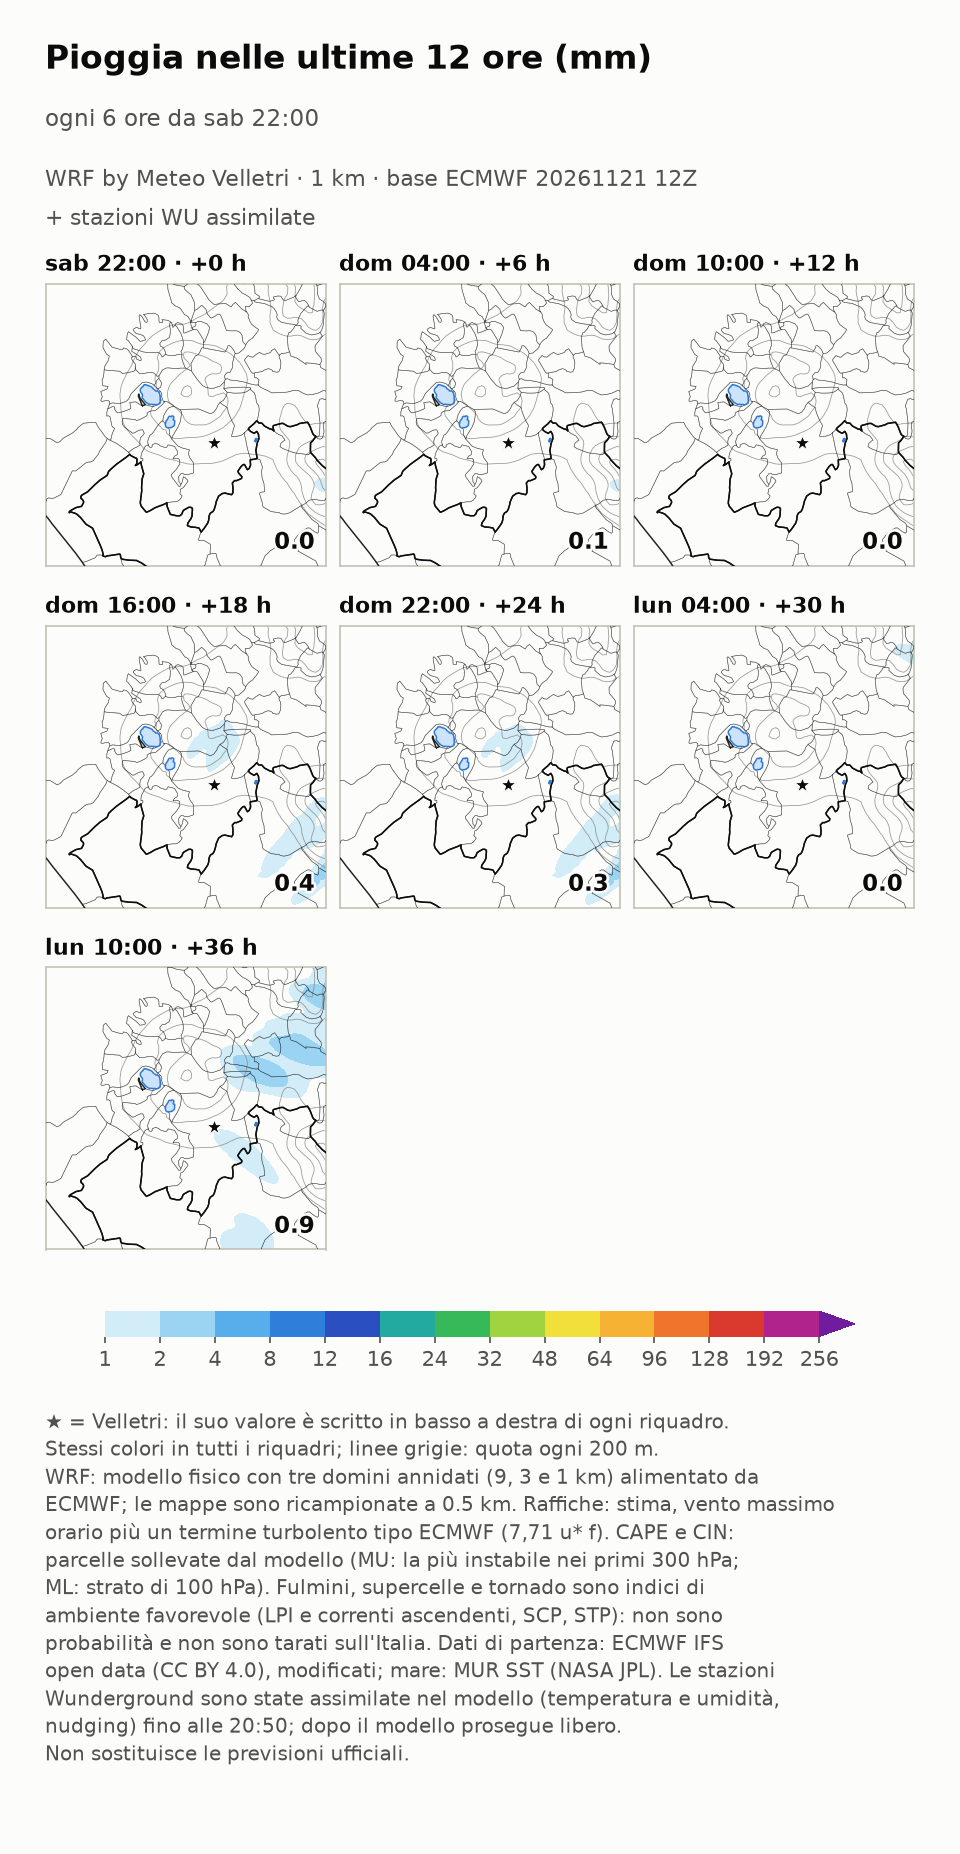 Pioggia nelle ultime 12 ore (mm)
ogni 6 ore da sab 22:00
WRF by Meteo Velletri · 1 km · base ECMWF 20261121 12Z
+ stazioni WU assimilate
sab 22:00 · +0 h
dom 04:00 · +6 h
dom 10:00 · +12 h
0.0
0.1
0.0
dom 16:00 · +18 h
dom 22:00 · +24 h
lun 04:00 · +30 h
0.4
0.3
0.0
lun 10:00 · +36 h
0.9
1 2 4 8 12 16 24 32 48 64 96 128 192 256
★ = Velletri: il suo valore è scritto in basso a destra di ogni riquadro.
Stessi colori in tutti i riquadri; linee grigie: quota ogni 200 m.
WRF: modello fisico con tre domini annidati (9, 3 e 1 km) alimentato da
ECMWF; le mappe sono ricampionate a 0.5 km. Raffiche: stima, vento massimo
orario più un termine turbolento tipo ECMWF (7,71 u* f). CAPE e CIN:
parcelle sollevate dal modello (MU: la più instabile nei primi 300 hPa;
ML: strato di 100 hPa). Fulmini, supercelle e tornado sono indici di
ambiente favorevole (LPI e correnti ascendenti, SCP, STP): non sono
probabilità e non sono tarati sull'Italia. Dati di partenza: ECMWF IFS
open data (CC BY 4.0), modificati; mare: MUR SST (NASA JPL). Le stazioni
Wunderground sono state assimilate nel modello (temperatura e umidità,
nudging) fino alle 20:50; dopo il modello prosegue libero.
Non sostituisce le previsioni ufficiali.